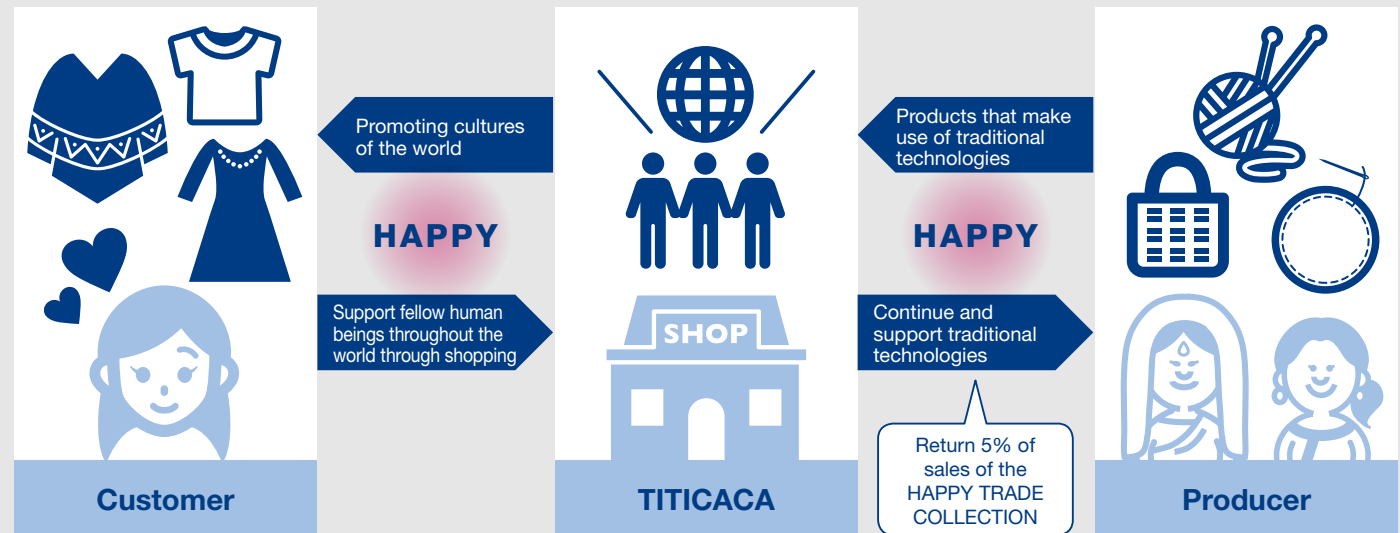 Promoting cultures
of the world
HAPPY
Support fellow human
beings throughout the
world through shopping
Customer
SHOP
TITICACA
Products that make
use of traditional
technologies
HAPPY
Continue and
support traditional
technologies
Return 5% of
sales of the
HAPPY TRADE
COLLECTION
Producer